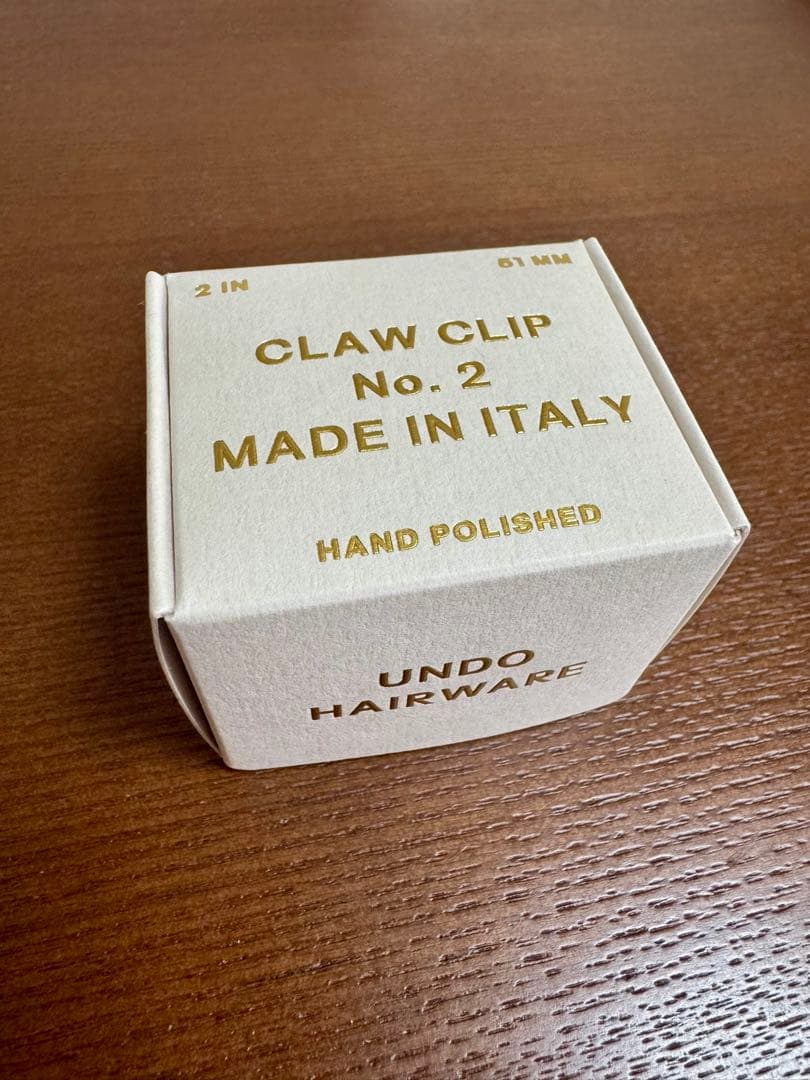 2 IN
51 MM
CLAW CLIP
No. 2
MADE IN ITALY
HAND POLISHED
UNDO
HAIRWARE